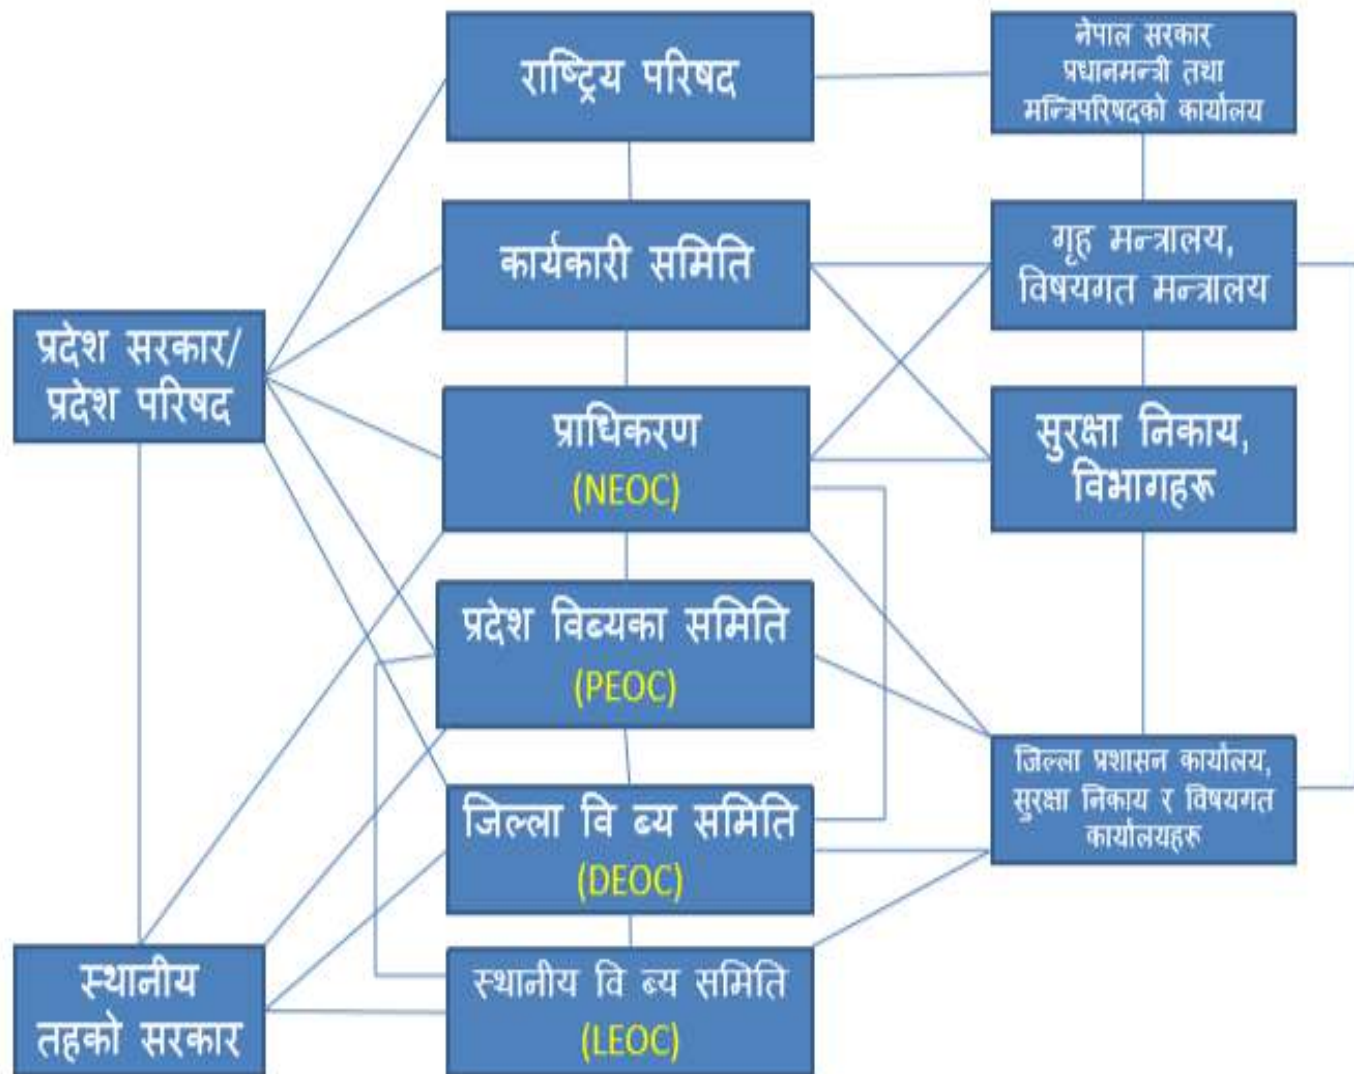 राष्ट्रिय परिषद
नेपाल सरकार
प्रधानमन्त्री तथा
मन्त्रिपरिषदको कार्यालय
कार्यकारी समिति
गृह मन्त्रालय,
विषयगत मन्त्रालय
प्रदेश सरकार/
प्रदेश परिषद
प्राधिकरण
(NEOC)
सुरक्षा निकाय,
विभागहरू
प्रदेश विब्यका समिति
(PEOC)
जिल्ला प्रशासन कार्यालय,
सुरक्षा निकाय र विषयगत
कार्यालयहरू
जिल्ला वि ब्य समिति
(DEOC)
स्थानीय
तहको सरकार
स्थानीय वि ब्य समिति
(LEOC)